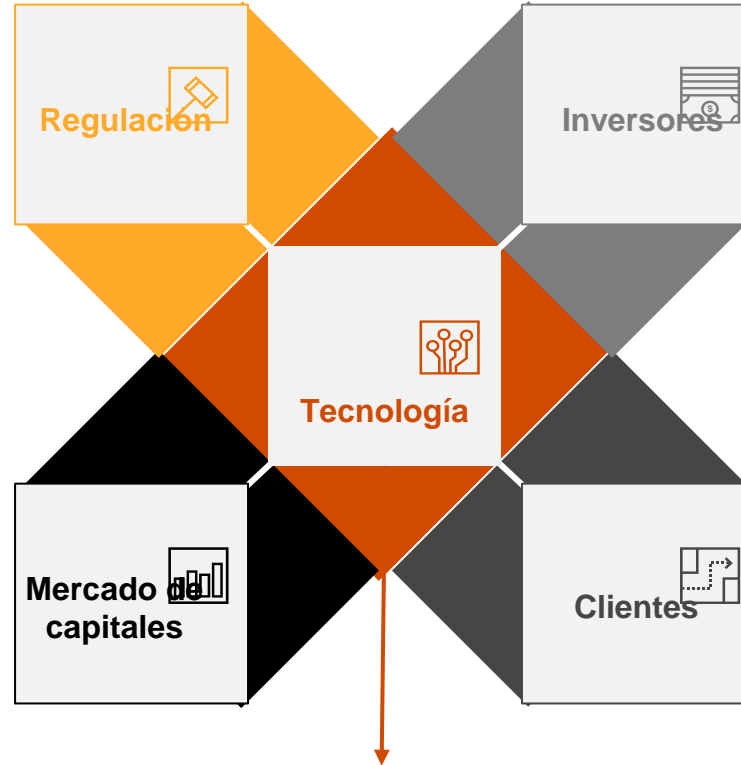 Regulación
Inversores
Tecnología
Mercado de
capitales
Clientes